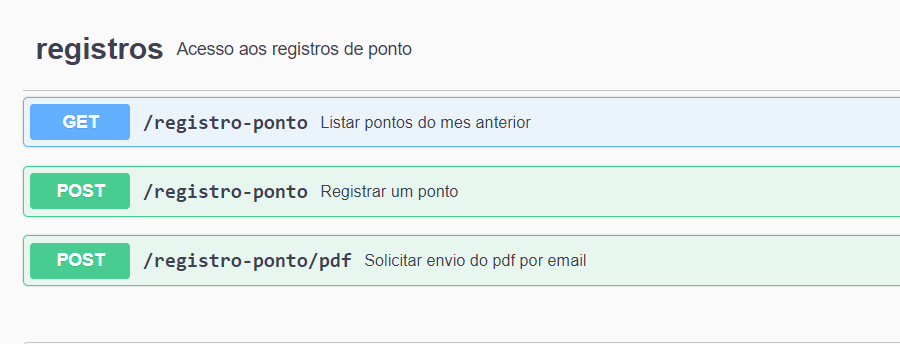 registros Acesso aos registros de ponto
GET /registro-ponto Listar pontos do mes anterior
POST /registro-ponto Registrar um ponto
POST /registro-ponto/pdf Solicitar envio do pdf por email